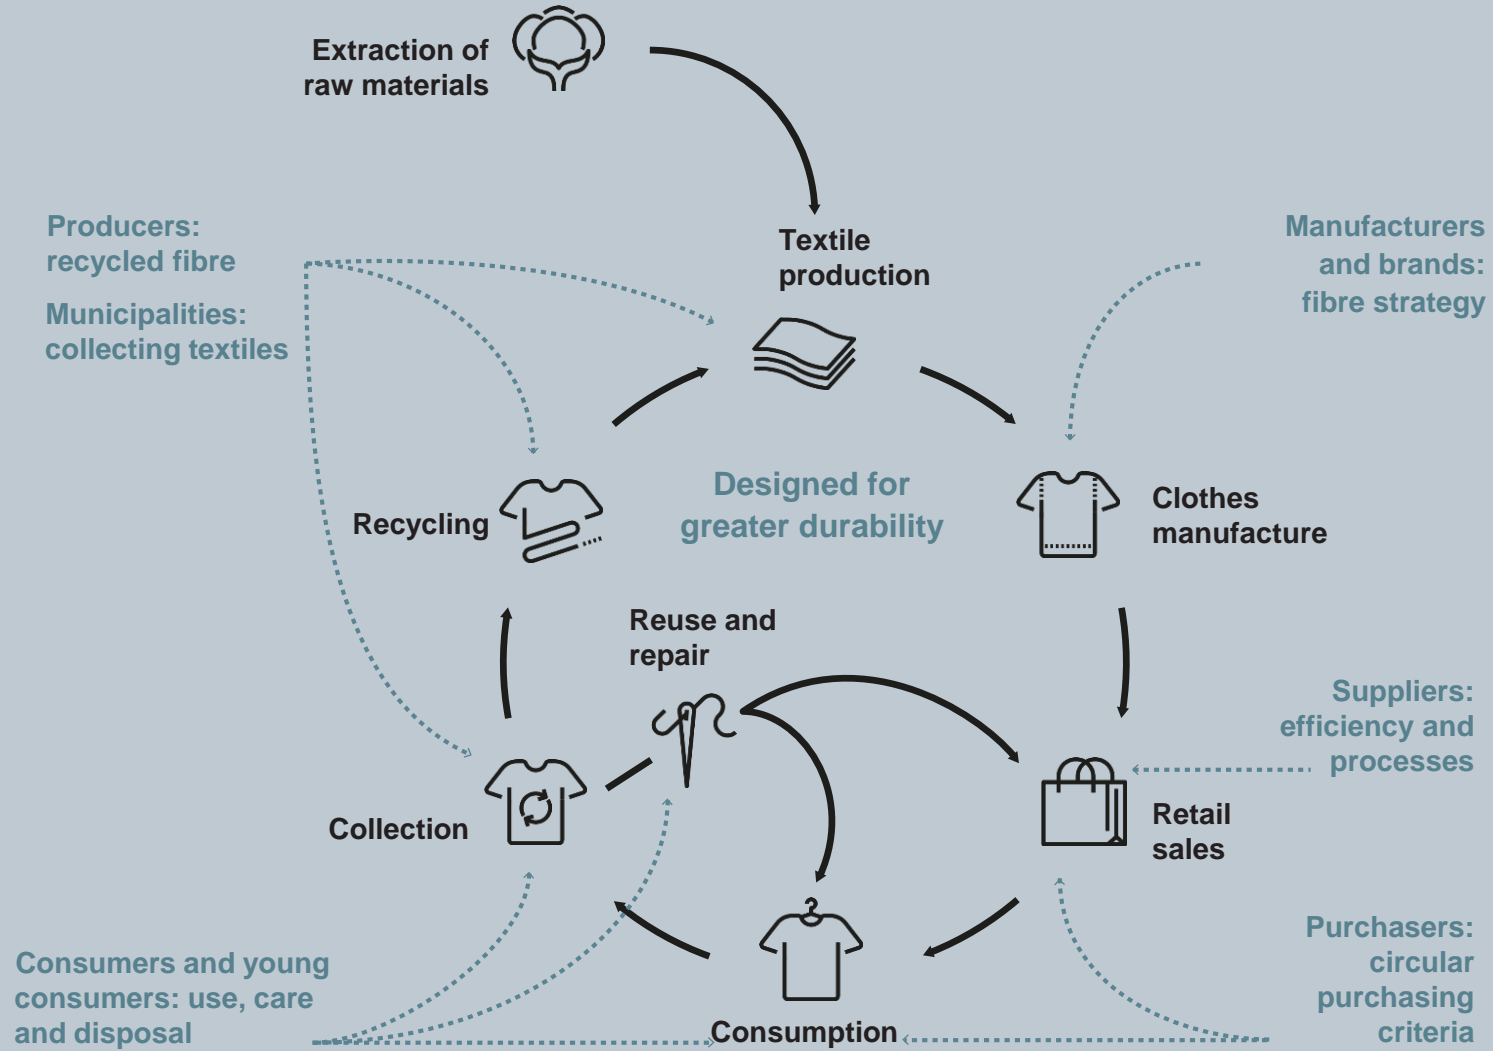 Extraction of
raw materials
Producers:
recycled fibre
Municipalities:
collecting textiles
Textile
production
Manufacturers
and brands:
fibre strategy
Recycling
Designed for
greater durability
Clothes
manufacture
Reuse and
repair
Suppliers:
efficiency and
processes
Collection
Retail
sales
Consumers and young
consumers: use, care
and disposal
Consumption
Purchasers:
circular
purchasing
criteria